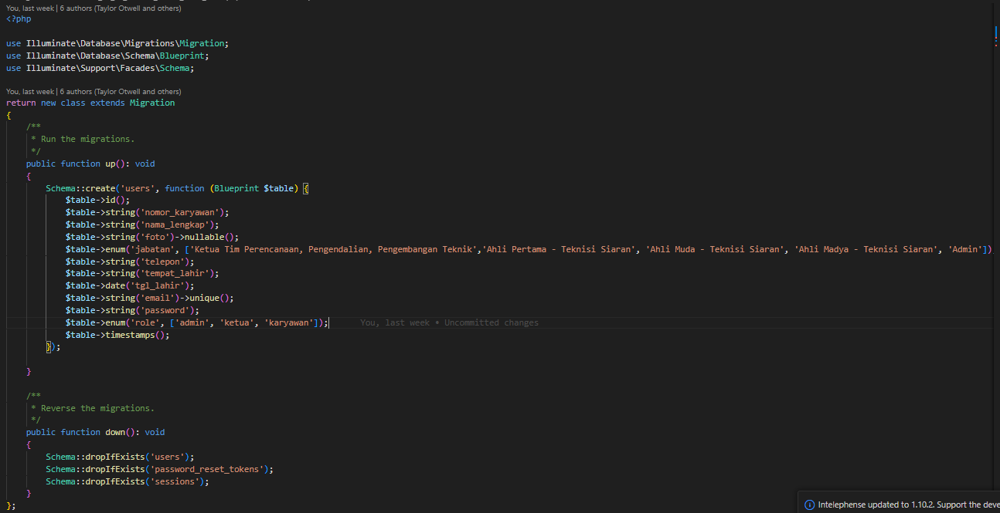 You, last week | 6 authors (Taylor Otwell and others)
<?php
use Illuminate\Database\Migrations\Migration;
use Illuminate\Database\Schema\Blueprint;
use Illuminate\Support\Facades\Schema;
You, last week | 6 authors (Taylor Otwell and others)
return new class extends Migration
{
    /**
     * Run the migrations.
     */
    public function up(): void
    {
        Schema::create('users', function (Blueprint $table) {
            $table->id();
            $table->string('nomor_karyawan');
            $table->string('nama_lengkap');
            $table->string('foto')->nullable();
            $table->enum('jabatan', ['Ketua Tim Perencanaan, Pengendalian, Pengembangan Teknik','Ahli Pertama - Teknisi Siaran', 'Ahli Muda - Teknisi Siaran', 'Ahli Madya - Teknisi Siaran', 'Admin'])
            $table->string('telepon');
            $table->string('tempat_lahir');
            $table->date('tgl_lahir');
            $table->string('email')->unique();
            $table->string('password');
            $table->enum('role', ['admin', 'ketua', 'karyawan']); You, last week • Uncommitted changes
            $table->timestamps();
        });
    }
    /**
     * Reverse the migrations.
     */
    public function down(): void
    {
        Schema::dropIfExists('users');
        Schema::dropIfExists('password_reset_tokens');
        Schema::dropIfExists('sessions');
    }
};
Intelephense updated to 1.10.2. Support the deve